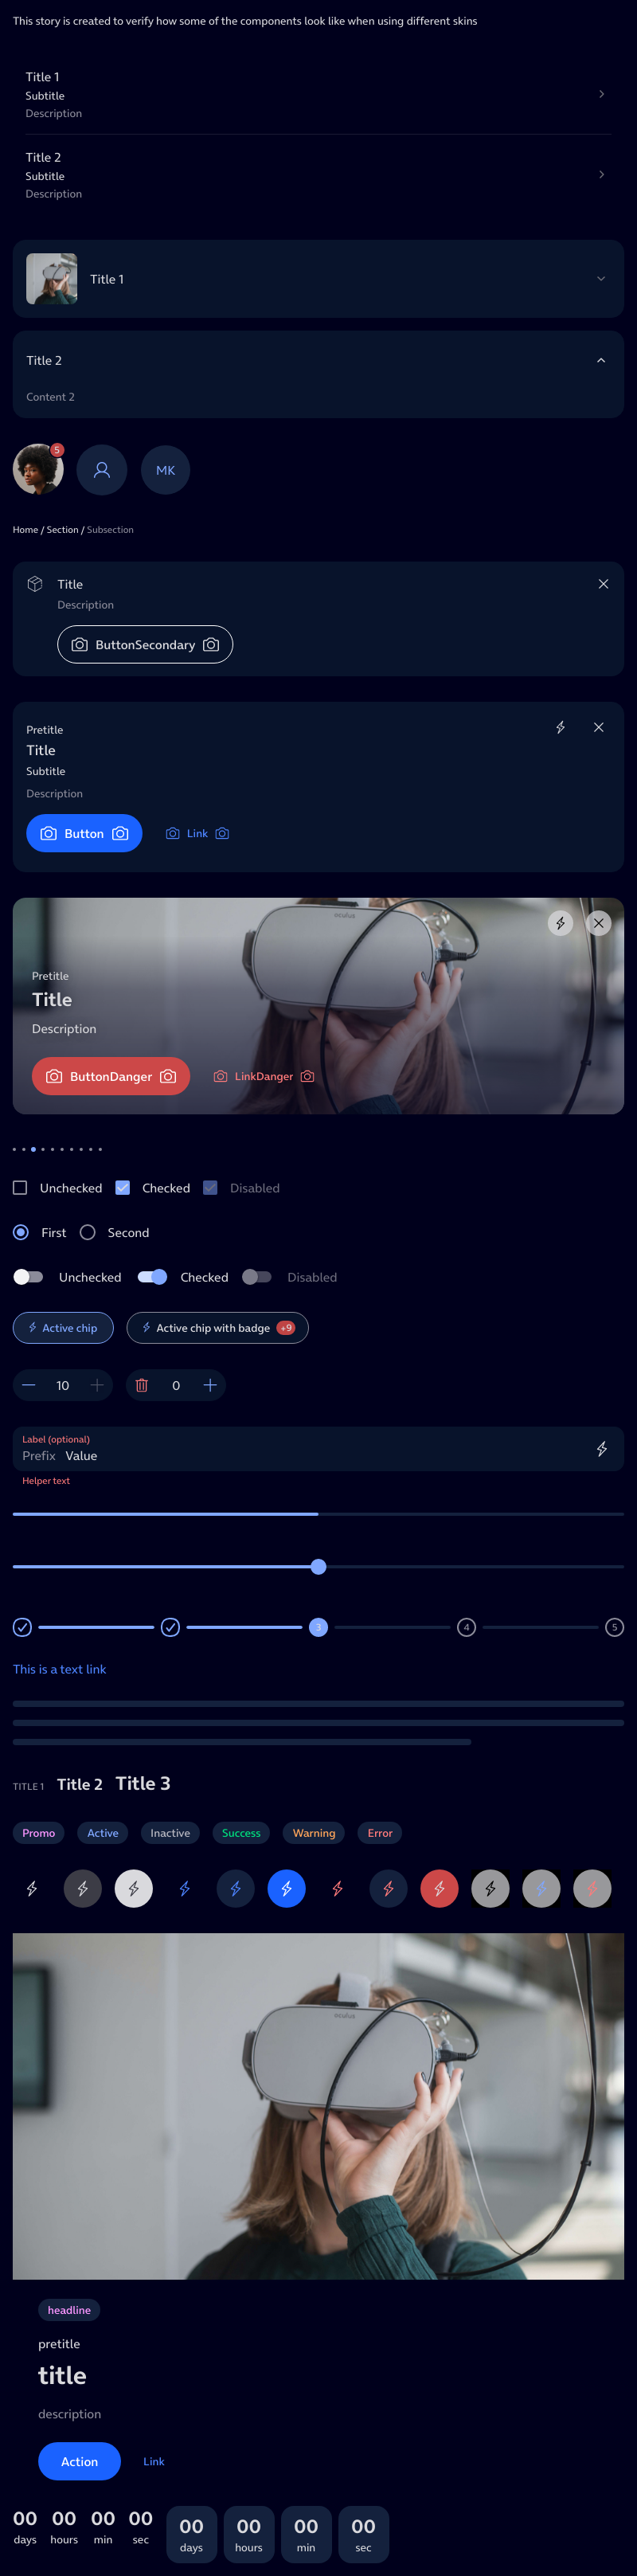 This story is created to verify how some of the components look like when using different skins
Title 1
Subtitle
Description
Title 2
Subtitle
Description
Title 1
Title 2
Content 2
5
MK
Home / Section / Subsection
Title
Description
ButtonSecondary
Pretitle
Title
Subtitle
Description
Button Link
oculus
Pretitle
Title
Description
ButtonDanger LinkDanger
Unchecked Checked Disabled
First Second
Unchecked Checked Disabled
Active chip Active chip with badge +9
10 0
Label (optional)
Prefix Value
Helper text
3 4 5
This is a text link
TITLE 1 Title 2 Title 3
Promo Active Inactive Success Warning Error
oculus
headline
pretitle
title
description
Action Link
00 00 00 00 00 00 00 00
days hours min sec days hours min sec